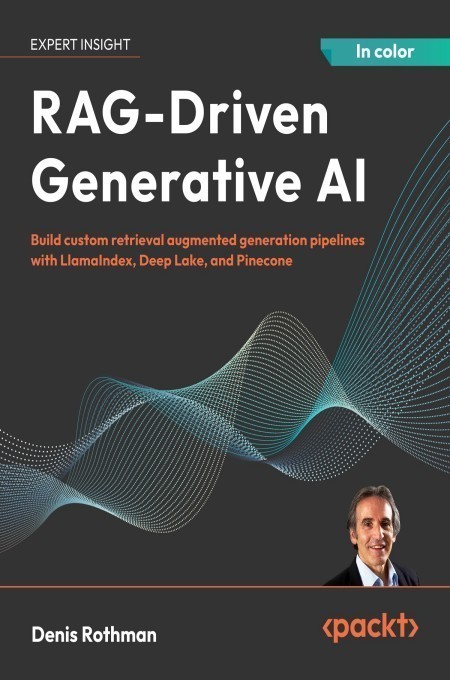 EXPERT INSIGHT
In color
RAG-Driven
Generative AI
Build custom retrieval augmented generation pipelines
with LlamaIndex, Deep Lake, and Pinecone
Denis Rothman
<packt>